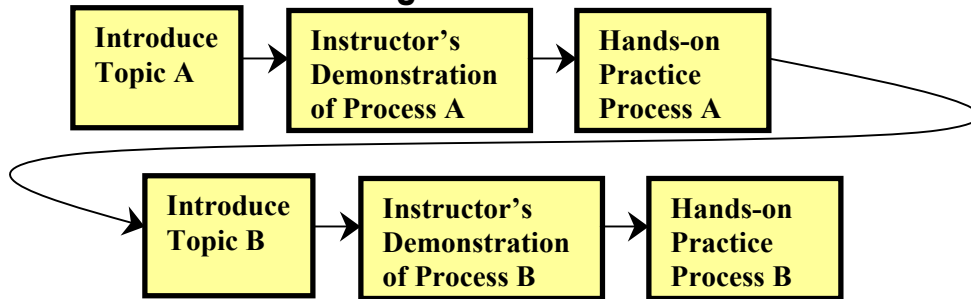 Introduce
Topic A
Instructor's
Demonstration
of Process A
Hands-on
Practice
Process A
Introduce
Topic B
Instructor's
Demonstration
of Process B
Hands-on
Practice
Process B